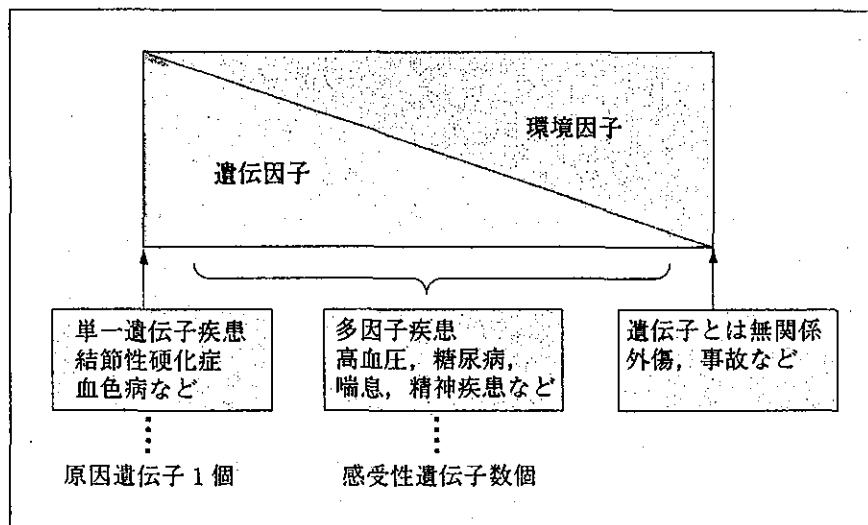 環境因子
遺伝因子
単一遺伝子疾患
結節性硬化症
血色病など
多因子疾患
高血圧，糖尿病，
喘息，精神疾患など
遺伝子とは無関係
外傷，事故など
原因遺伝子1個
感受性遺伝子数個